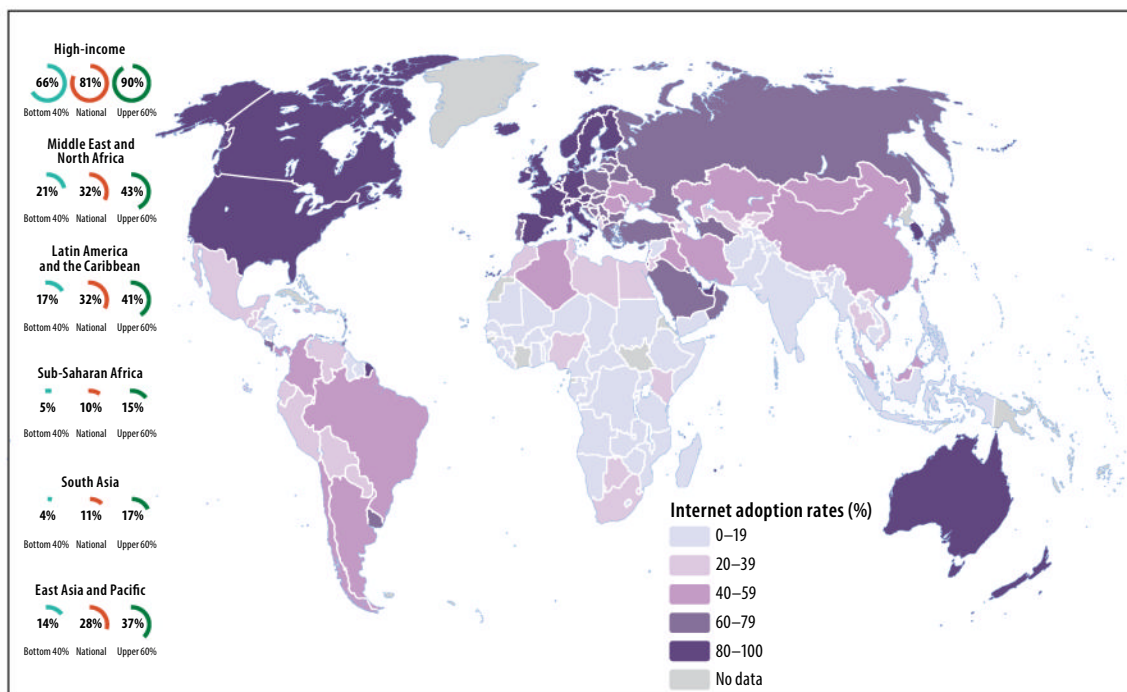 High-income
66% 81% 90%
Bottom 40% National Upper 60%
Middle East and
North Africa
21% 32% 43%
Bottom 40% National Upper 60%
Latin America
and the Caribbean
17% 32% 41%
Bottom 40% National Upper 60%
Sub-Saharan Africa
5% 10% 15%
Bottom 40% National Upper 60%
South Asia
4% 11% 17%
Bottom 40% National Upper 60%
East Asia and Pacific
14% 28% 37%
Bottom 40% National Upper 60%
Internet adoption rates (%)
0–19
20–39
40–59
60–79
80–100
No data